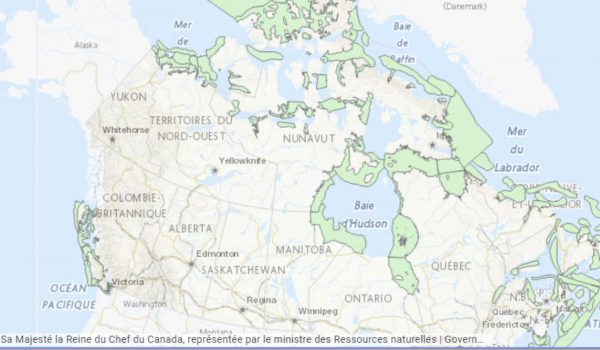 (Danemark)
Mer de
Baie
de
Baffin
Alaska
YUKON
TERRITOIRES DU
NORD-OUEST
NUNAVUT
Whitehorse
Mer
du
Labrador
Yellowknife
COLOMBIE-
BRITANNIQUE
Baie
d'Hudson
ALBERTA
MANITOBA
Edmonton
SASKATCHEWAN
QUÉBEC
OCÉAN
PACIFIQUE
Victoria
ONTARIO
Washington
Regina
Winnipeg
N.B.
Fredericton
Montana
Sa Majesté la Reine du Chef du Canada, représentée par le ministre des Ressources naturelles | Govern...